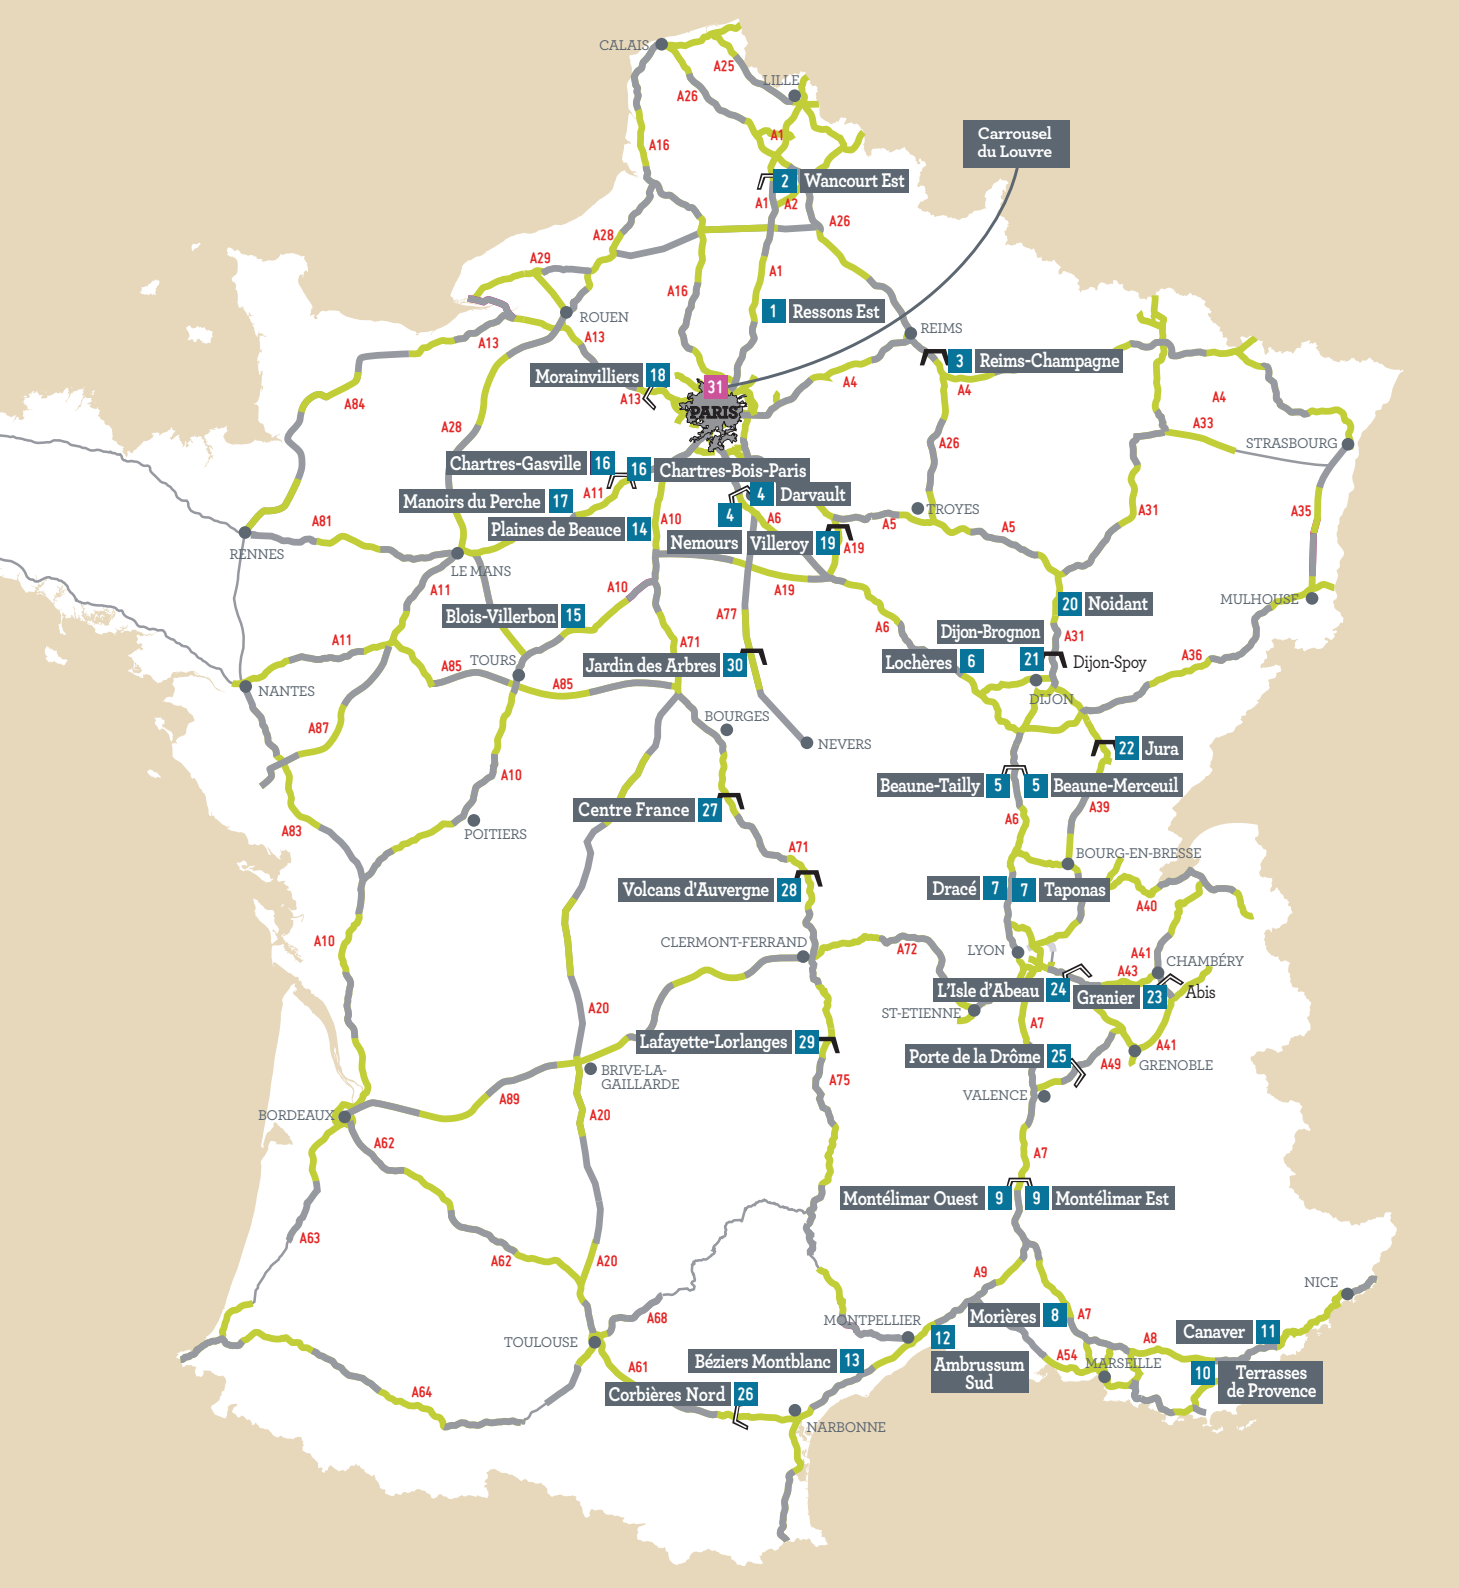 CALAIS
A25
LILLE
A26
A1
Carrousel
du Louvre
A16
2 Wancourt Est
A1
A2
A26
A28
A29
A1
A16
1 Ressons Est
ROUEN
REIMS
A13
A13
3 Reims-Champagne
Morainvilliers 18
31
A4
A4
A4
A13
PARIS
A84
A33
A28
A26
STRASBOURG
Chartres-Gasville 16
16 Chartres-Bois-Paris
A11
4 Darvault
Manoirs du Perche 17
TROYES
A31
A35
4
A6
A10
A5
A5
A81
Plaines de Beauce 14
Nemours
Villeroy 19
A19
RENNES
LE MANS
A10
A11
A19
MULHOUSE
20 Noidant
Blois-Villerbon 15
A77
A6
Dijon-Brognon
A31
A11
A71
TOURS
A85
Jardin des Arbres 30
Lochères 6
21
Dijon-Spoy
A36
NANTES
A85
DIJON
BOURGES
A87
NEVERS
22 Jura
A10
Beaune-Tailly 5
5 Beaune-Merceuil
Centre France 27
A39
A6
A83
POITIERS
A71
BOURG-EN-BRESSE
Volcans d'Auvergne 28
Dracé 7
7 Taponas
A40
A10
CLERMONT-FERRAND
A72
LYON
A41
CHAMBÉRY
A43
L'Isle d'Abeau 24
Granier 23
Abis
A20
ST-ETIENNE
A7
Lafayette-Lorlanges 29
A41
Porte de la Drôme 25
A49
GRENOBLE
BRIVE-LA-
GAILLARDE
A75
A89
VALENCE
BORDEAUX
A20
A62
A7
Montélimar Ouest 9
9 Montélimar Est
A63
A62
A20
A9
NICE
Morières 8
A7
A68
MONTPELLIER
Canaver 11
TOULOUSE
12
A8
Béziers Montblanc 13
A54
MARSEILLE
A61
Ambrussum
Sud
10 Terrasses
de Provence
A64
Corbières Nord 26
NARBONNE